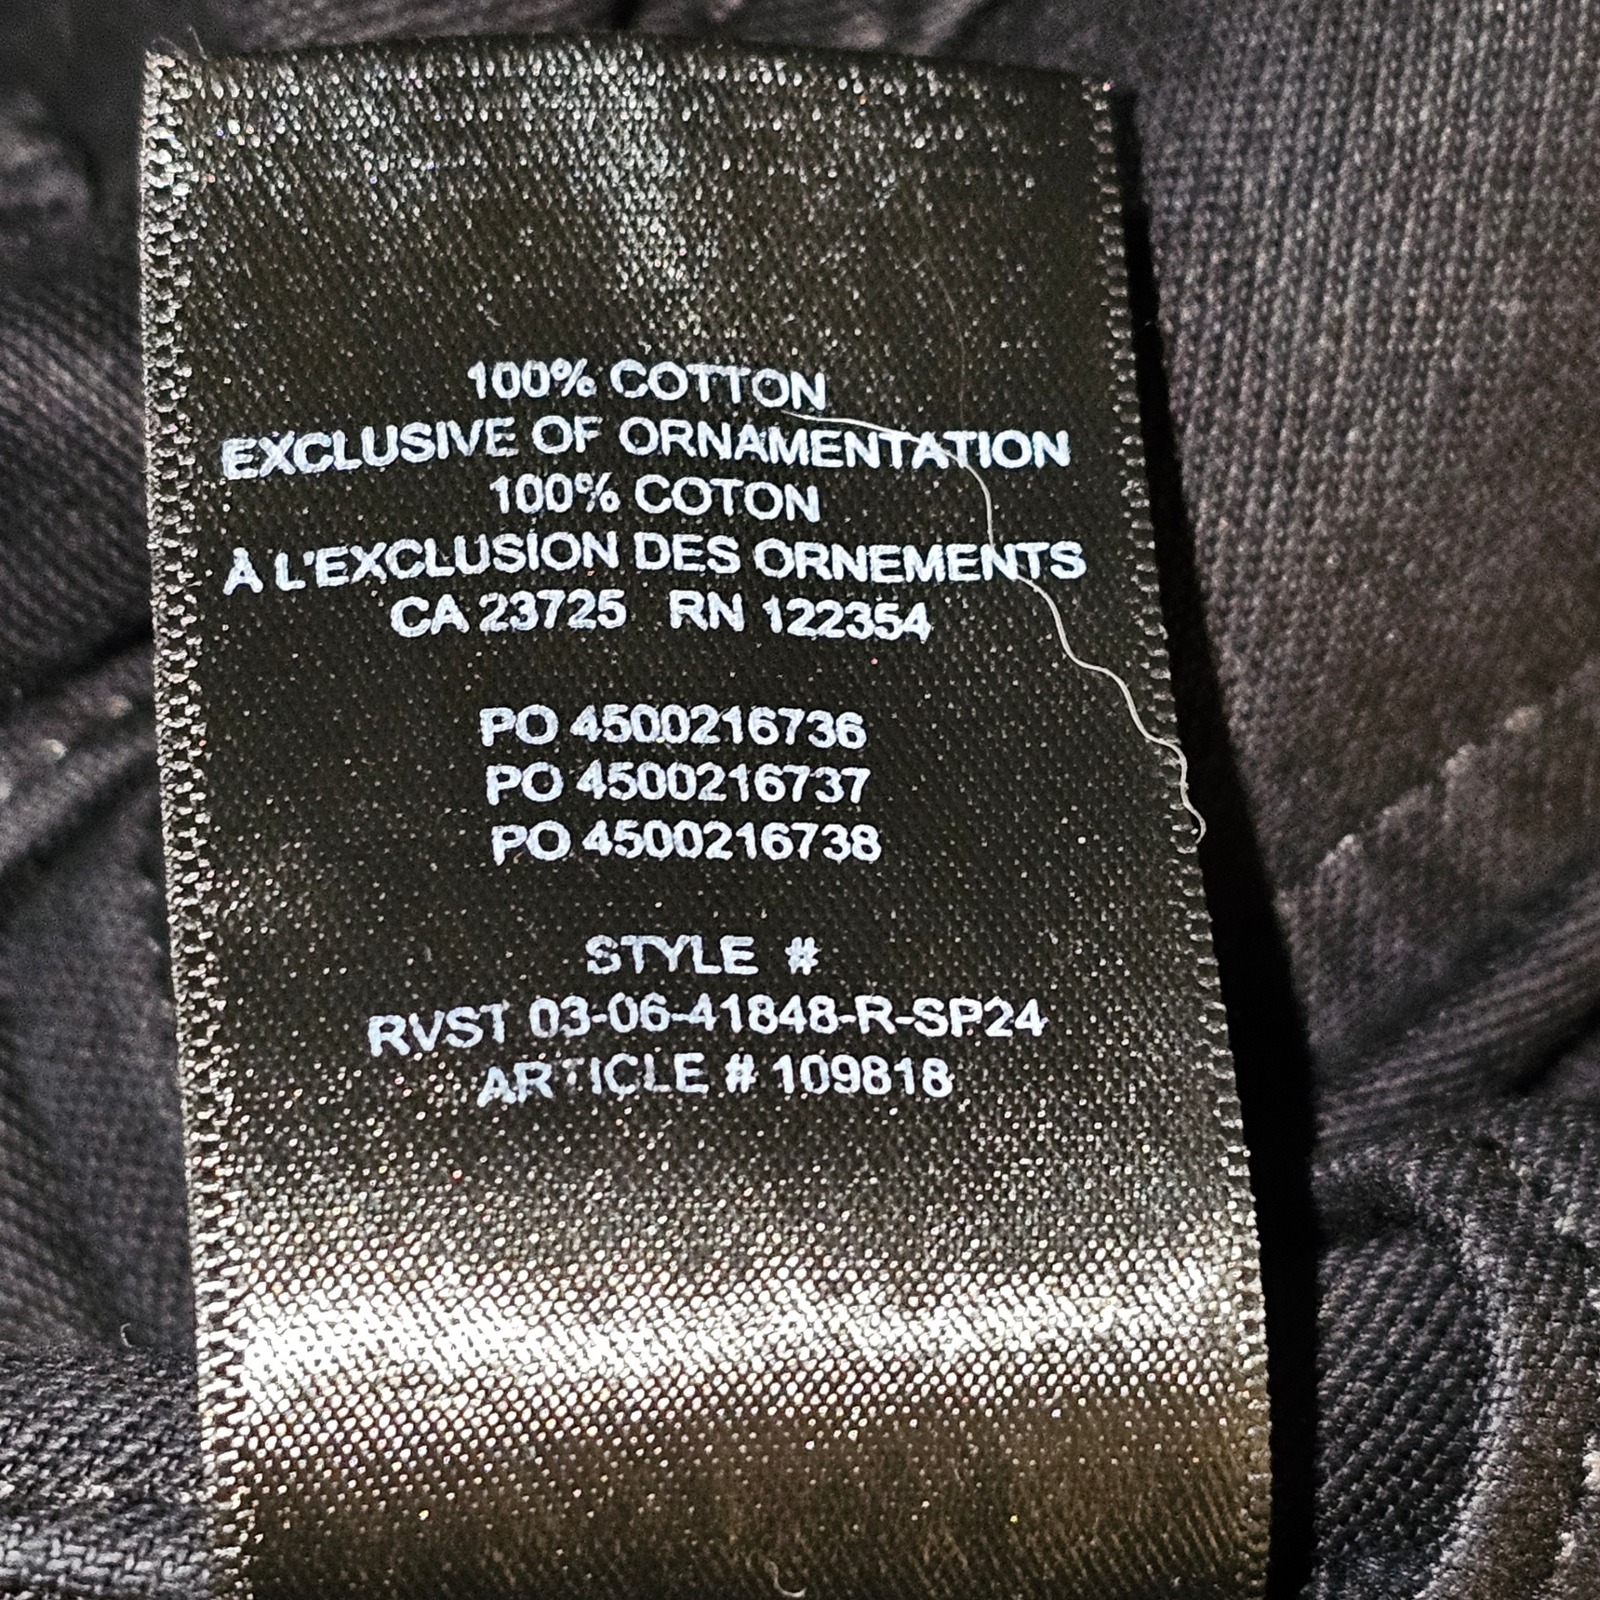 100% COTTON
EXCLUSIVE OF ORNAMENTATION
100% COTON
À L'EXCLUSION DES ORNEMENTS
CA 23725 RN 122354
PO 4500216736
PO 4500216737
PO 4500216738
STYLE #
RVST 03-06-41848-R-SP24
ARTICLE # 109818